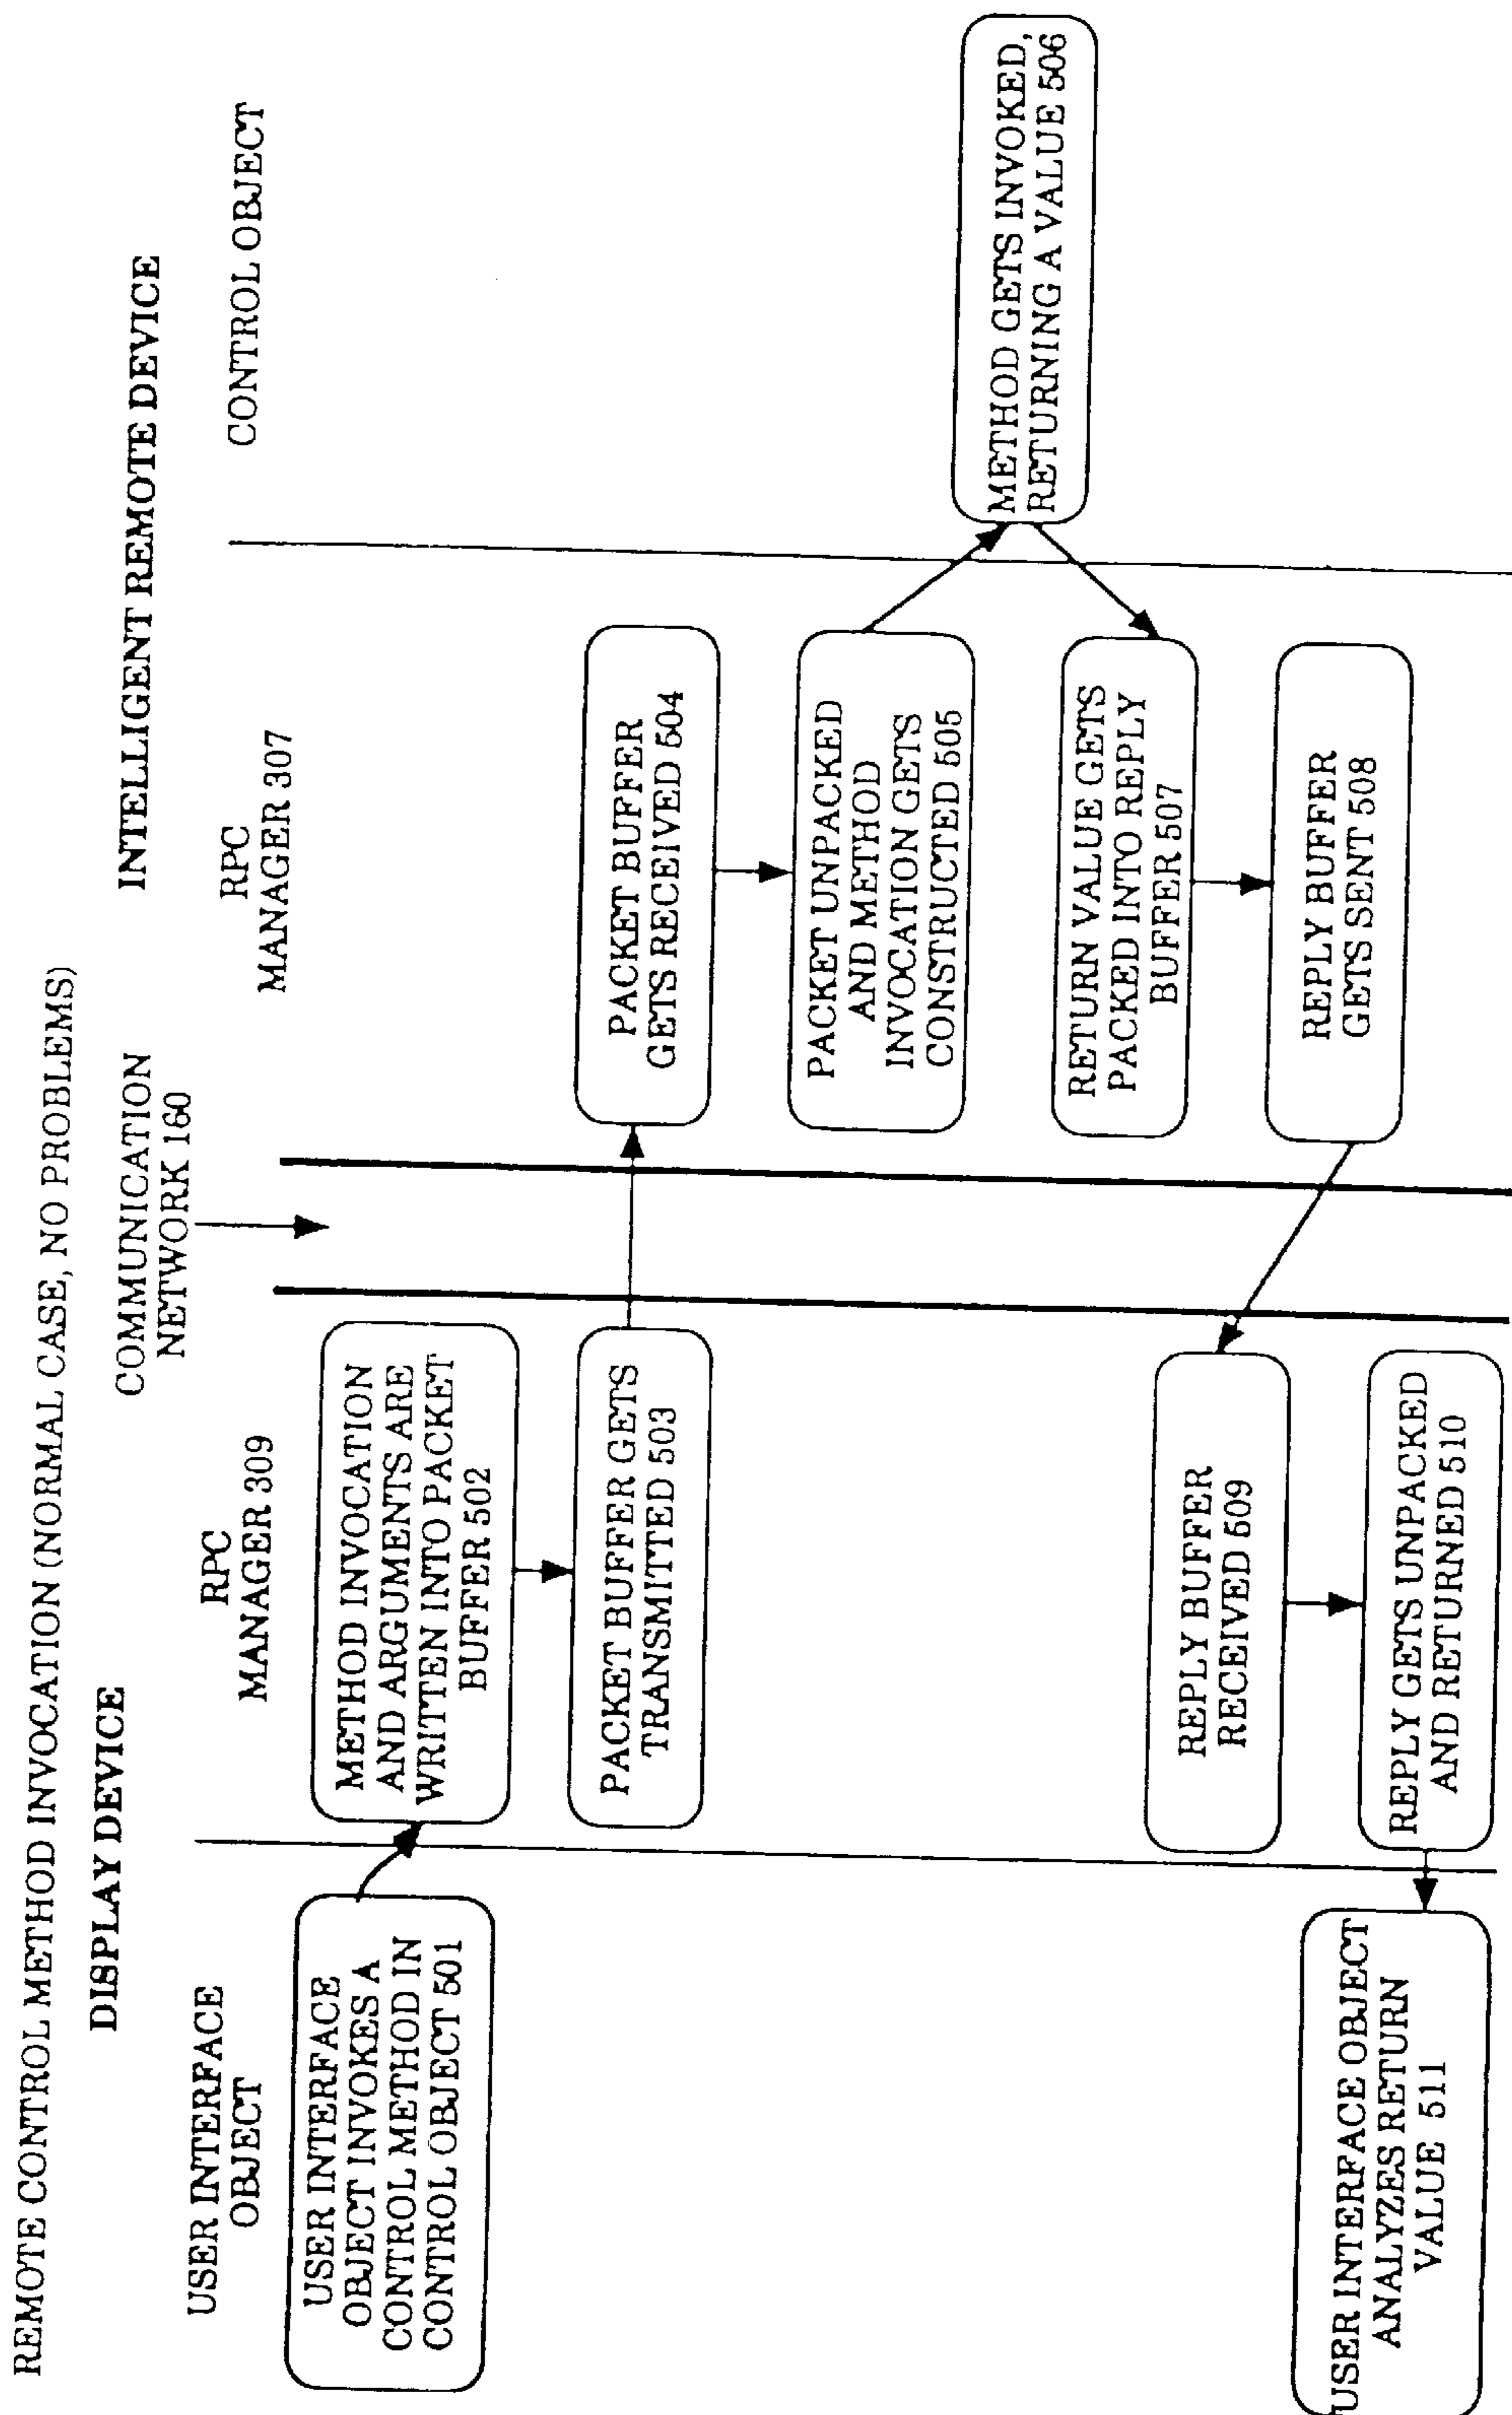 REMOTE CONTROL METHOD INVOCATION (NORMAL CASE, NO PROBLEMS)
DISPLAY DEVICE
INTELLIGENT REMOTE DEVICE
COMMUNICATION
NETWORK 160
USER INTERFACE
OBJECT
RPC
MANAGER 309
RPC
MANAGER 307
CONTROL OBJECT
USER INTERFACE
OBJECT INVOKES A
CONTROL METHOD IN
CONTROL OBJECT 501
METHOD INVOCATION
AND ARGUMENTS ARE
WRITTEN INTO PACKET
BUFFER 502
PACKET BUFFER GETS
TRANSMITTED 503
PACKET BUFFER
GETS RECEIVED 504
PACKET UNPACKED
AND METHOD
INVOCATION GETS
CONSTRUCTED 505
METHOD GETS INVOKED,
RETURNING A VALUE 506
RETURN VALUE GETS
PACKED INTO REPLY
BUFFER 507
REPLY BUFFER
GETS SENT 508
REPLY BUFFER
RECEIVED 509
REPLY GETS UNPACKED
AND RETURNED 510
USER INTERFACE OBJECT
ANALYZES RETURN
VALUE 511